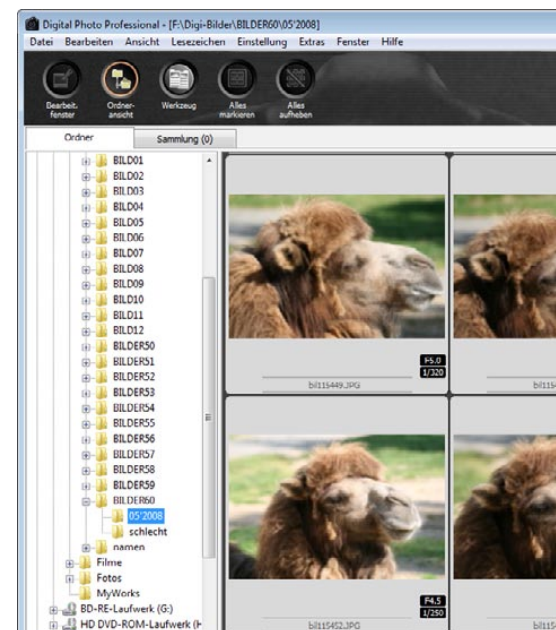 Digital Photo Professional - [F:\Digi-Bilder\BILDER60\05'2008]
Datei Bearbeiten Ansicht Lesezeichen Einstellung Extras Fenster Hilfe
Bearbeit. fenster
Ordner- ansicht
Werkzeug
Alles markieren
Alles aufheben
Ordner
Sammlung (0)
BILD01
BILD02
BILD03
BILD04
BILD05
BILD06
BILD07
BILD08
BILD09
BILD10
BILD11
BILD12
BILDER50
BILDER51
BILDER52
BILDER53
BILDER54
BILDER55
BILDER56
BILDER57
BILDER58
BILDER59
BILDER60
05'2008
schlecht
namen
Filme
Fotos
MyWorks
BD-RE-Laufwerk (G:)
HD DVD-ROM-Laufwerk (H
F5.0
1/320
bil115449.JPG
bil115
F4.5
1/250
bil115452.JPG
bil115